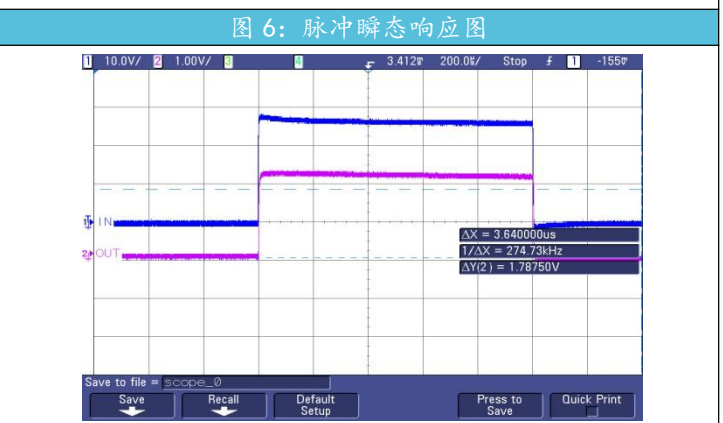 图 6：脉冲瞬态响应图
1 10.0V/ 2 1.00V/ 3 4 3.412▽ 200.0▽/ Stop 1 -155▽
1 IN
2 OUT
ΔX = 3.640000us
1/ΔX = 274.73kHz
ΔY(2) = 1.78750V
Save to file = scope_0
Save
Recall
Default
Setup
Press to
Save
Quick Print